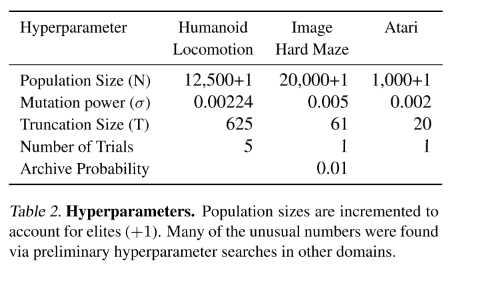 Hyperparameter Humanoid Image Atari
Locomotion Hard Maze
Population Size (N) 12,500+1 20,000+1 1,000+1
Mutation power (σ) 0.00224 0.005 0.002
Truncation Size (T) 625 61 20
Number of Trials 5 1 1
Archive Probability 0.01
Table 2. Hyperparameters. Population sizes are incremented to
account for elites (+1). Many of the unusual numbers were found
via preliminary hyperparameter searches in other domains.